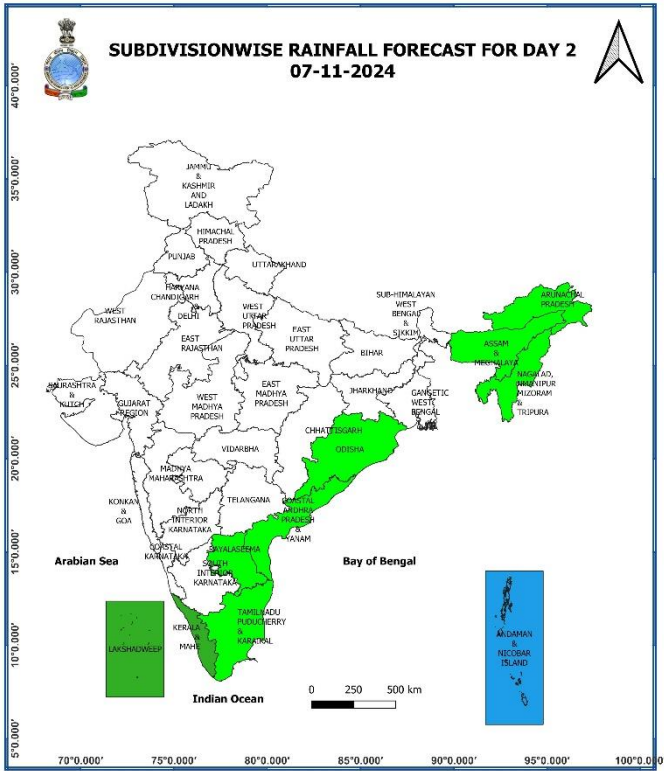 SUBDIVISIONWISE RAINFALL FORECAST FOR DAY 2
07-11-2024
40°0.000'
35°0.000'
30°0.000'
25°0.000'
20°0.000'
15°0.000'
10°0.000'
5°0.000'
JAMMU
&
KASHMIR
AND
LADAKH
HIMACHAL
PRADESH
PUNJAB
UTTARAKHAND
HARYANA
CHANDIGARH
DELHI
WEST
RAJASTHAN
WEST
UTTAR
PRADESH
EAST
RAJASTHAN
EAST
UTTAR
PRADESH
SUB-HIMALAYAN
WEST
BENGAL
&
SIKKIM
ARUNACHAL
PRADESH
ASSAM
&
MEGHALAYA
BIHAR
NAGALAD,
MANIPUR
MIZORAM
&
TRIPURA
SAURASHTRA
&
KUTCH
GUJARAT
REGION
WEST
MADHYA
PRADESH
EAST
MADHYA
PRADESH
JHARKHAND
GANGETIC
WEST
BENGAL
CHHATTISGARH
ODISHA
VIDARBHA
MADHYA
MAHARASHTRA
KONKAN
&
GOA
NORTH
INTERIOR
KARNATAKA
TELANGANA
COASTAL
ANDHRA
PRADESH
&
YANAM
COASTAL
KARNATAKA
RAYALASEEMA
SOUTH
INTERIOR
KARNATAKA
Arabian Sea
Bay of Bengal
TAMILNADU
PUDUCHERRY
&
KARAIKAL
KERALA
&
MAHE
LAKSHADWEEP
ANDAMAN
&
NICOBAR
ISLAND
Indian Ocean
0 250 500 km
70°0.000' 75°0.000' 80°0.000' 85°0.000' 90°0.000' 95°0.000' 100°0.000'